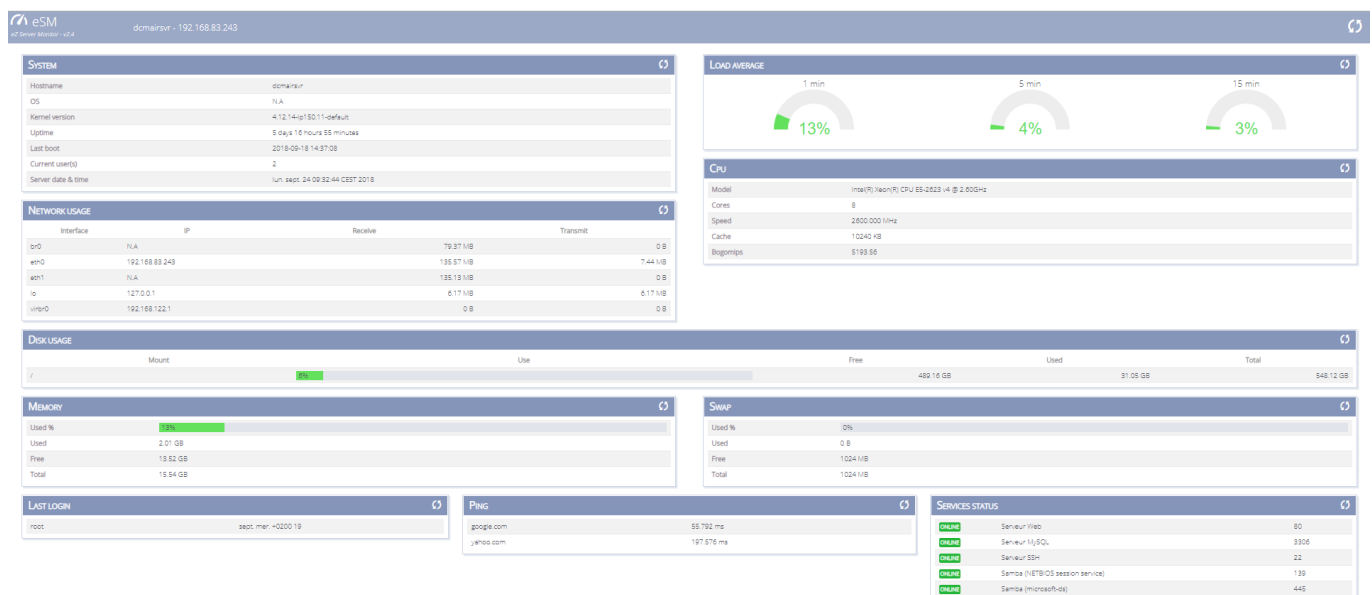 eSM
eZ Server Monitor - v2.4
dcmairsvr - 192.168.83.243
SYSTEM
Hostname dcmairsvr
OS N.A
Kernel version 4.12.14-lp150.11-default
Uptime 5 days 16 hours 55 minutes
Last boot 2018-09-18 14:37:08
Current user(s) 2
Server date & time lun. sept. 24 09:32:44 CEST 2018
LOAD AVERAGE
1 min 5 min 15 min
13% 4% 3%
CPU
Model Intel(R) Xeon(R) CPU E5-2623 v4 @ 2.60GHz
Cores 8
Speed 2600.000 MHz
Cache 10240 KB
Bogomips 5193.56
NETWORK USAGE
Interface IP Receive Transmit
br0 N.A 79.37 MB 0 B
eth0 192.168.83.243 135.57 MB 7.44 MB
eth1 N.A 135.13 MB 0 B
lo 127.0.0.1 6.17 MB 6.17 MB
virbr0 192.168.122.1 0 B 0 B
DISK USAGE
Mount Use Free Used Total
/ 6% 489.16 GB 31.05 GB 548.12 GB
MEMORY
Used % 13%
Used 2.01 GB
Free 13.52 GB
Total 15.54 GB
SWAP
Used % 0%
Used 0 B
Free 1024 MB
Total 1024 MB
LAST LOGIN
root sept. mer. +0200 19
PING
google.com 55.792 ms
yahoo.com 197.576 ms
SERVICES STATUS
ONLINE Serveur Web 80
ONLINE Serveur MySQL 3306
ONLINE Serveur SSH 22
ONLINE Samba (NETBIOS session service) 139
ONLINE Samba (microsoft-ds) 445